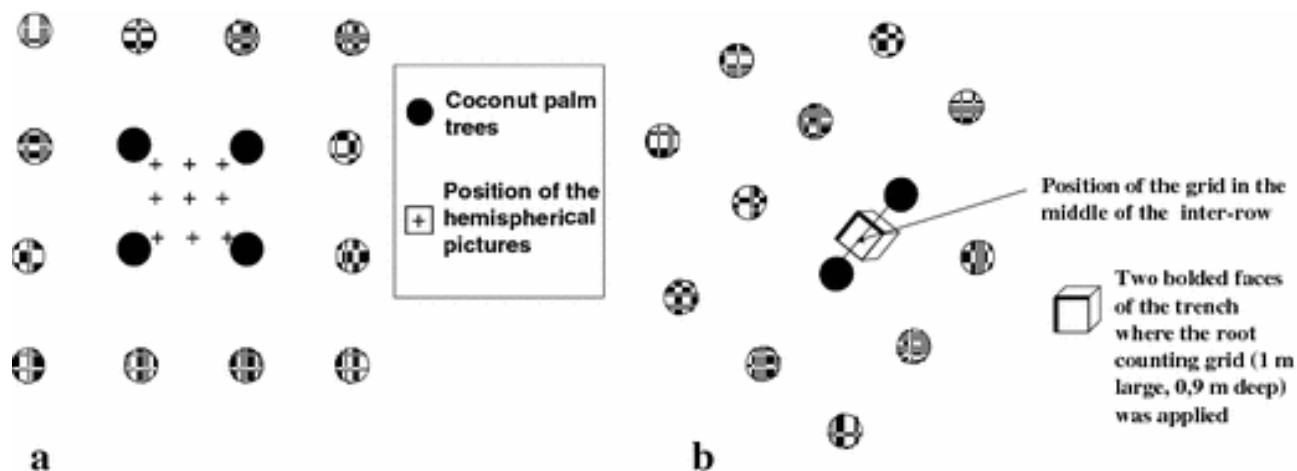 Coconut palm
trees
Position of the
hemispherical
pictures
a
Position of the grid in the
middle of the inter-row
Two bolded faces
of the trench
where the root
counting grid (1 m
large, 0,9 m deep)
was applied
b